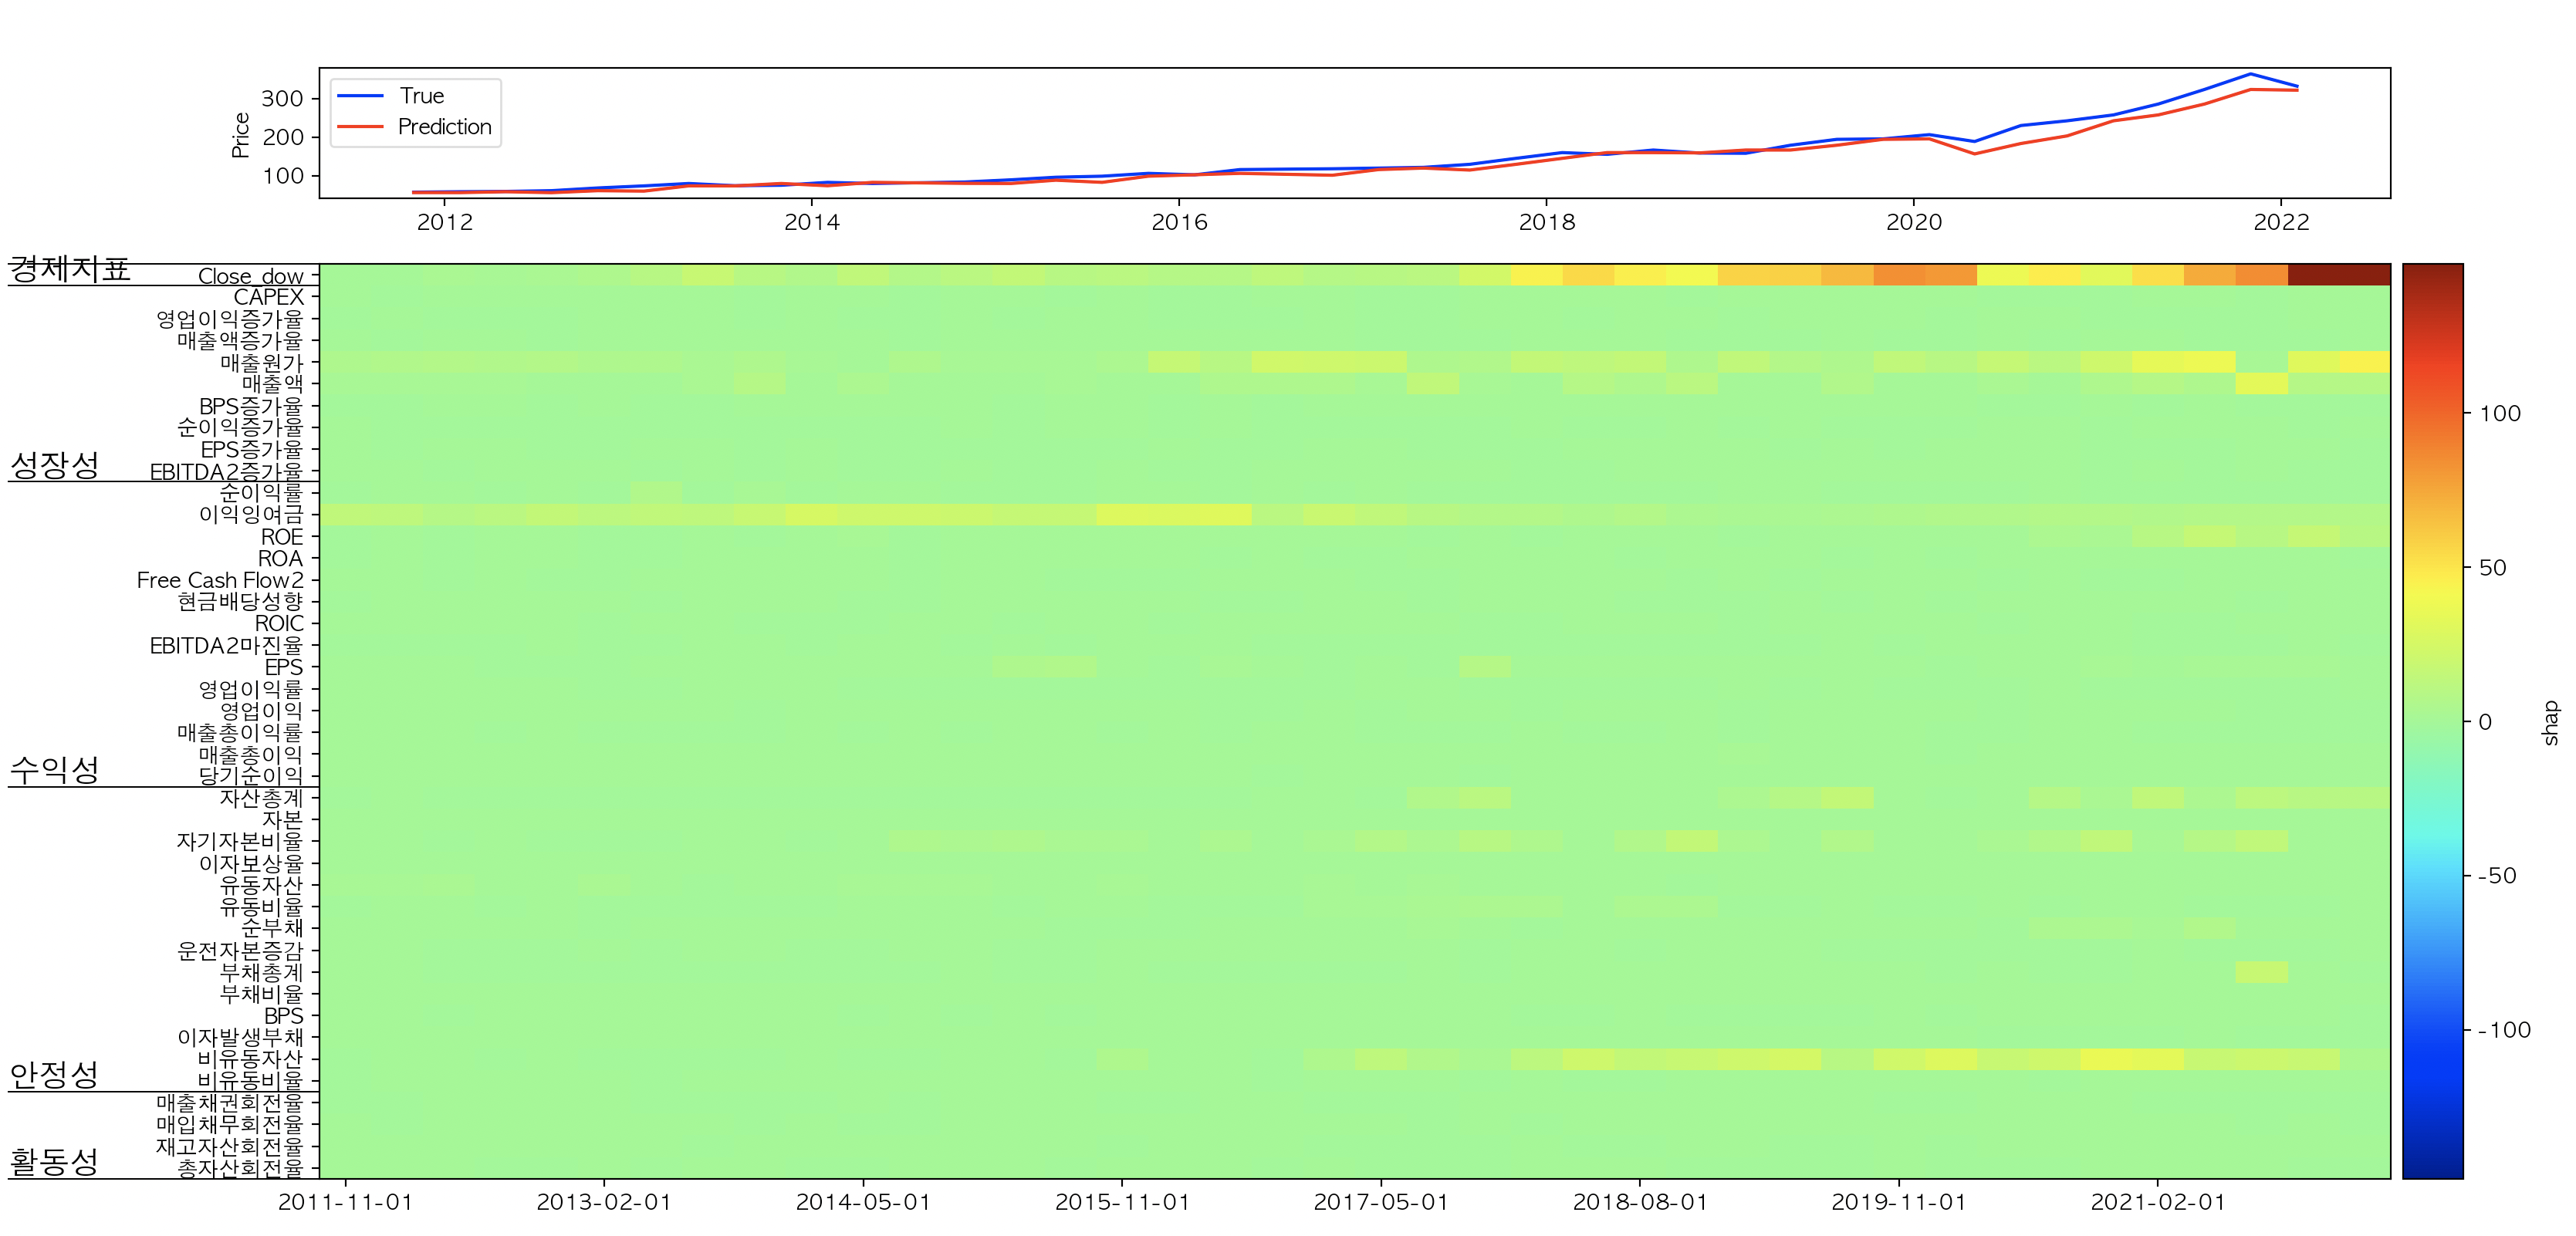 True
Prediction
Price
300
200
100
2012 2014 2016 2018 2020 2022
경제지표
Close_dow
CAPEX
영업이익증가율
매출액증가율
매출원가
매출액
BPS증가율
순이익증가율
EPS증가율
성장성
EBITDA2증가율
순이익률
이익잉여금
ROE
ROA
Free Cash Flow2
현금배당성향
ROIC
EBITDA2마진율
EPS
영업이익률
영업이익
매출총이익률
매출총이익
수익성
당기순이익
자산총계
자본
자기자본비율
이자보상율
유동자산
유동비율
순부채
운전자본증감
부채총계
부채비율
BPS
이자발생부채
비유동자산
안정성
비유동비율
매출채권회전율
매입채무회전율
재고자산회전율
활동성
총자산회전율
2011-11-01 2013-02-01 2014-05-01 2015-11-01 2017-05-01 2018-08-01 2019-11-01 2021-02-01
100
50
0
-50
-100
shap